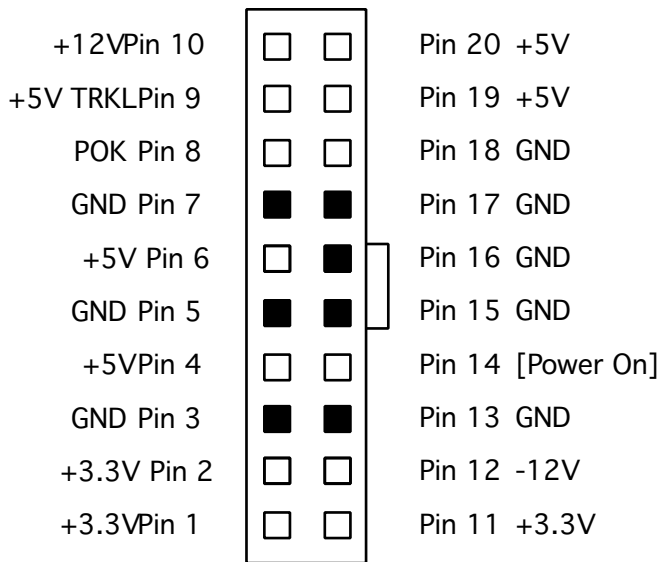 +12VPin 10 Pin 20 +5V
+5V TRKLPin 9 Pin 19 +5V
POK Pin 8 Pin 18 GND
GND Pin 7 Pin 17 GND
+5V Pin 6 Pin 16 GND
GND Pin 5 Pin 15 GND
+5VPin 4 Pin 14 [Power On]
GND Pin 3 Pin 13 GND
+3.3V Pin 2 Pin 12 -12V
+3.3VPin 1 Pin 11 +3.3V